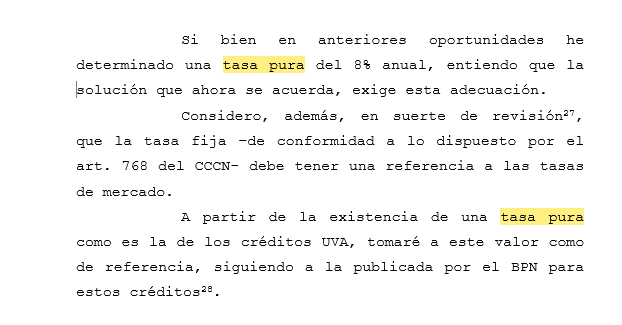 Si bien en anteriores oportunidades he
determinado una tasa pura del 8% anual, entiendo que la
solución que ahora se acuerda, exige esta adecuación.
Considero, además, en suerte de revisión²⁷,
que la tasa fija –de conformidad a lo dispuesto por el
art. 768 del CCCN– debe tener una referencia a las tasas
de mercado.
A partir de la existencia de una tasa pura
como es la de los créditos UVA, tomaré a este valor como
de referencia, siguiendo a la publicada por el BPN para
estos créditos²⁸.